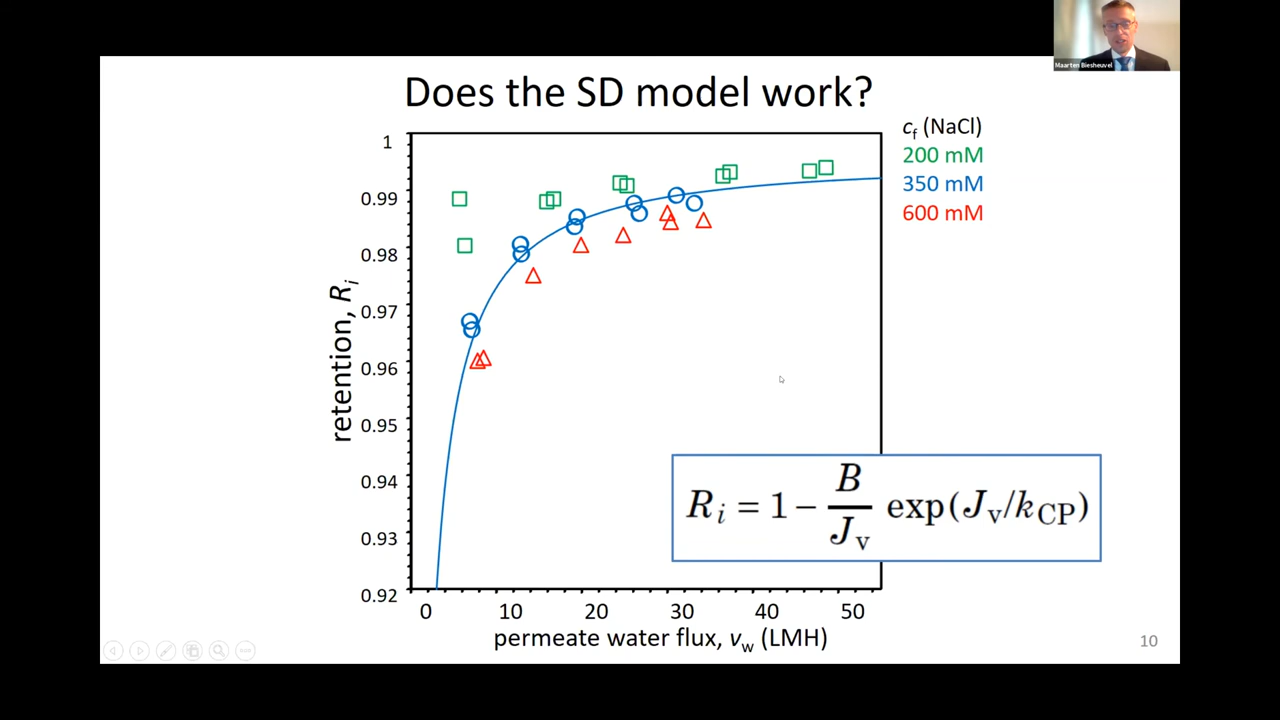 Maarten Biesheuvel
Does the SD model work?
c_f (NaCl)
200 mM
350 mM
600 mM
retention, R_i
1
0.99
0.98
0.97
0.96
0.95
0.94
0.93
0.92
R_i = 1 − B/J_v exp(J_v/k_CP)
0 10 20 30 40 50
permeate water flux, v_w (LMH)
10